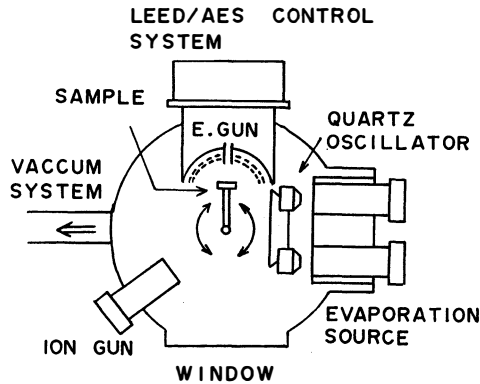 LEED/AES CONTROL
SYSTEM
SAMPLE
E.GUN
QUARTZ
OSCILLATOR
VACCUM
SYSTEM
ION GUN
WINDOW
EVAPORATION
SOURCE